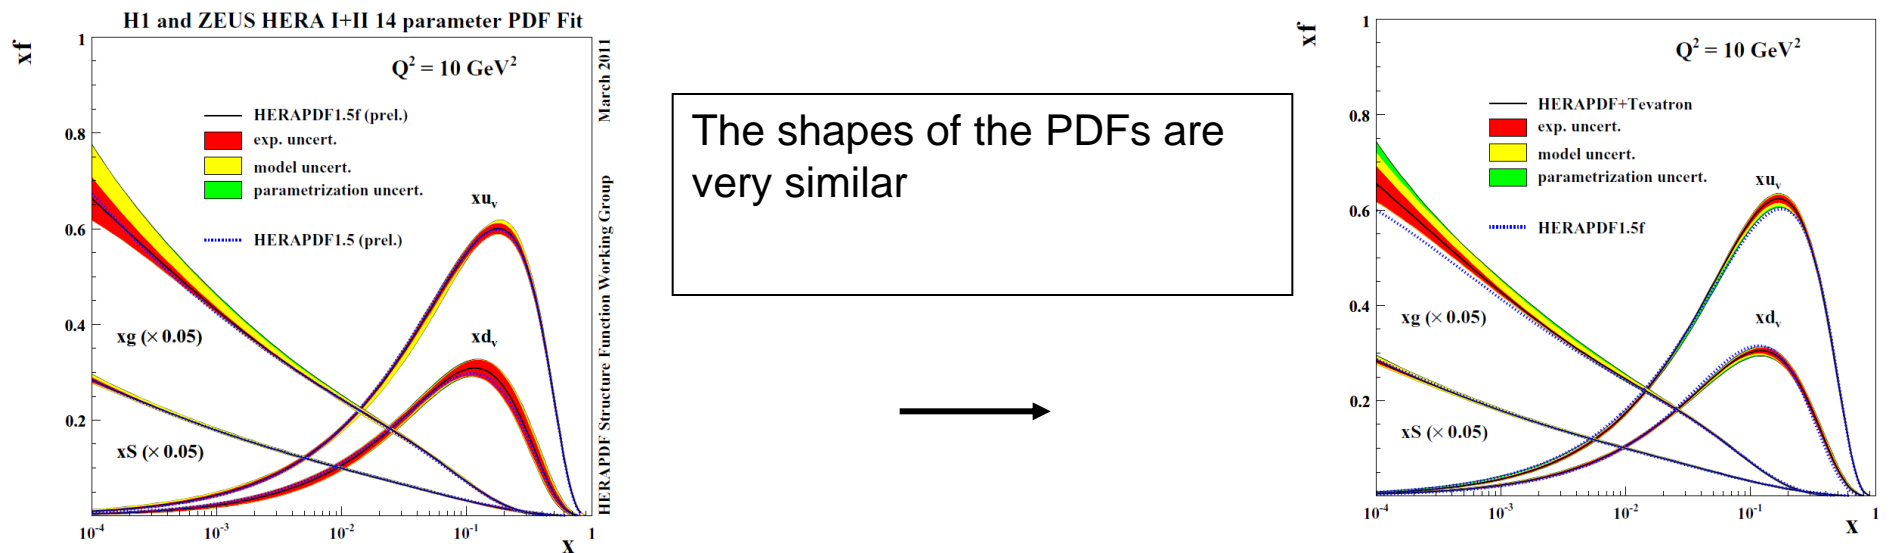 H1 and ZEUS HERA I+II 14 parameter PDF Fit
xf
1
0.8
0.6
0.4
0.2
Q² = 10 GeV²
HERAPDF1.5f (prel.)
exp. uncert.
model uncert.
parametrization uncert.
HERAPDF1.5 (prel.)
xuᵥ
xdᵥ
xg (× 0.05)
xS (× 0.05)
10⁻⁴
10⁻³
10⁻²
10⁻¹
1
x
HERAPDF Structure Function Working Group March 2011
The shapes of the PDFs are
very similar
xf
1
0.8
0.6
0.4
0.2
Q² = 10 GeV²
HERAPDF+Tevatron
exp. uncert.
model uncert.
parametrization uncert.
HERAPDF1.5f
xuᵥ
xdᵥ
xg (× 0.05)
xS (× 0.05)
10⁻⁴
10⁻³
10⁻²
10⁻¹
1
x